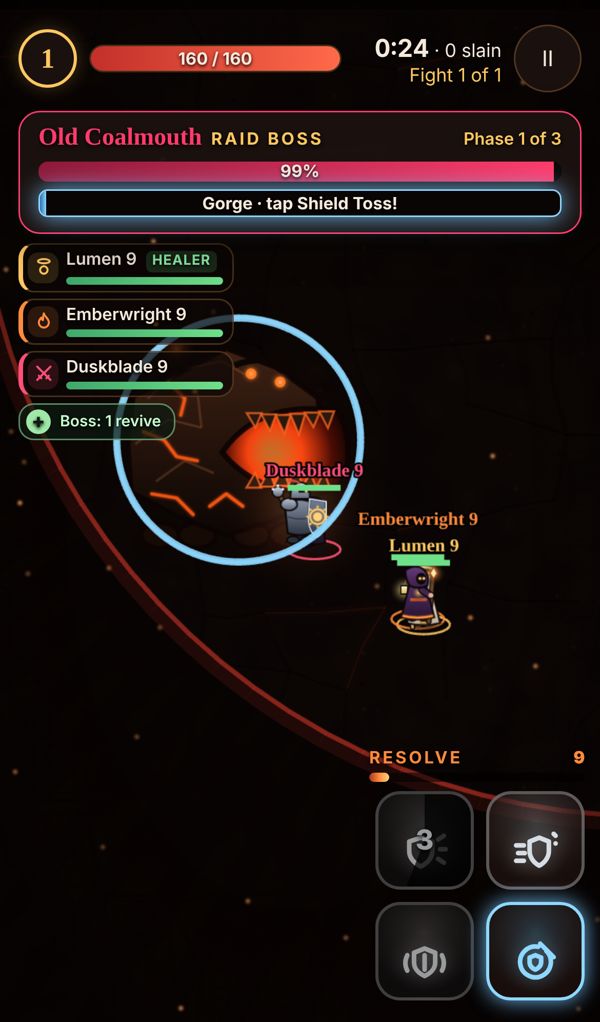 1
160 / 160
0:24 · 0 slain
Fight 1 of 1
Old Coalmouth RAID BOSS
Phase 1 of 3
99%
Gorge · tap Shield Toss!
Lumen 9 HEALER
Emberwright 9
Duskblade 9
Boss: 1 revive
Duskblade 9
Emberwright 9
Lumen 9
RESOLVE 9
3